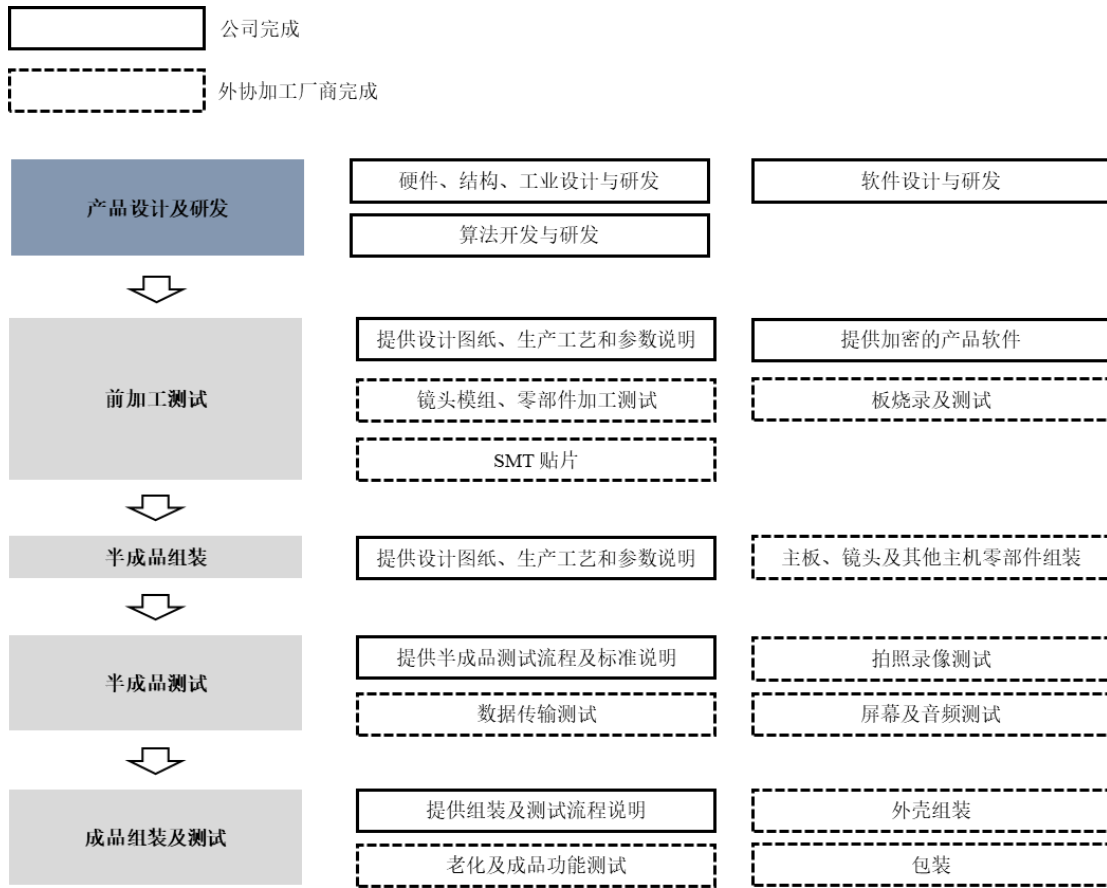 公司完成
外协加工厂商完成
产品设计及研发
硬件、结构、工业设计与研发
软件设计与研发
算法开发与研发
前加工测试
提供设计图纸、生产工艺和参数说明
提供加密的产品软件
镜头模组、零部件加工测试
板烧录及测试
SMT 贴片
半成品组装
提供设计图纸、生产工艺和参数说明
主板、镜头及其他主机零部件组装
半成品测试
提供半成品测试流程及标准说明
拍照录像测试
数据传输测试
屏幕及音频测试
成品组装及测试
提供组装及测试流程说明
外壳组装
老化及成品功能测试
包装